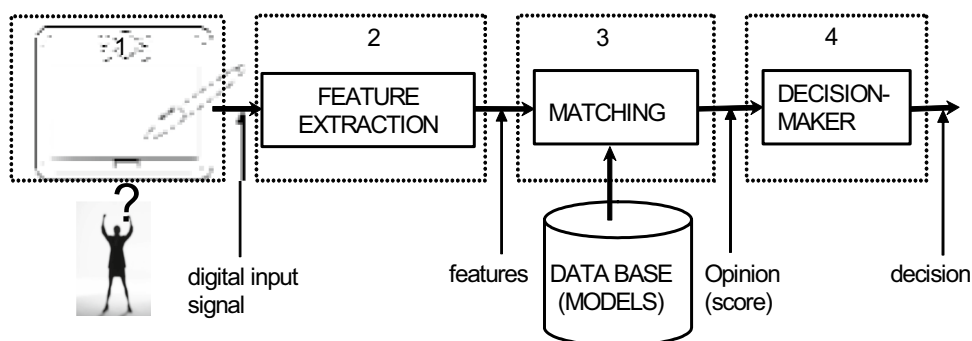 1
2
3
4
FEATURE
EXTRACTION
MATCHING
DECISION-
MAKER
?
digital input
signal
features
DATA BASE
(MODELS)
Opinion
(score)
decision